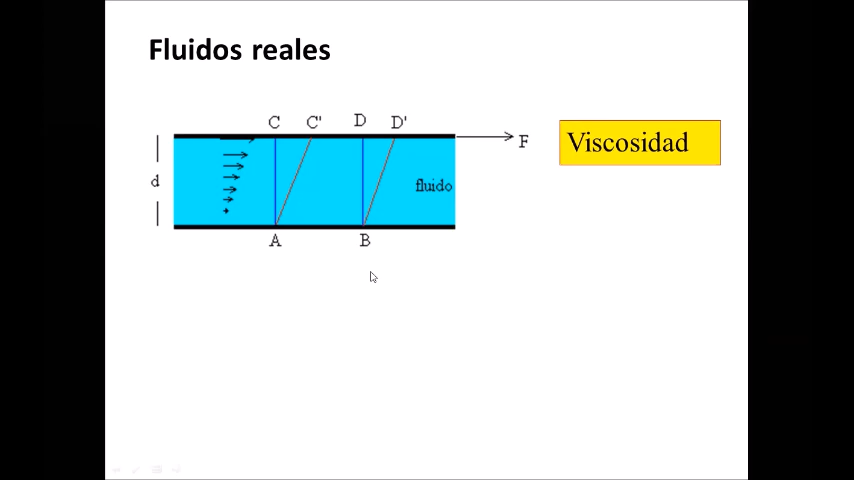 Fluidos reales
C C' D D'
F
Viscosidad
d
fluido
A B